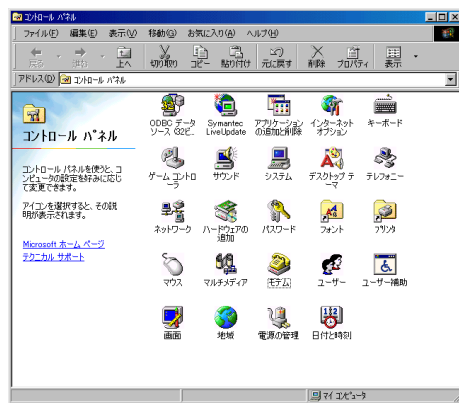 コントロール パネル
ファイル(F) 編集(E) 表示(V) 移動(G) お気に入り(A) ヘルプ(H)
戻る 進む 上へ 切り取り コピー 貼り付け 元に戻す 削除 プロパティ 表示
アドレス(D) コントロール パネル
コントロール パネル
コントロール パネルを使うと、コ
ンピュータの設定を好みに応じ
て変更できます。
アイコンを選択すると、その説
明が表示されます。
Microsoft ホーム ページ
テクニカル サポート
ODBC データ
ソース (32ビ...
Symantec
LiveUpdate
アプリケーション
の追加と削除
インターネット
オプション
キーボード
ゲーム コントロ
ーラ
サウンド
システム
デスクトップ テ
ーマ
テレフォニー
ネットワーク
ハードウェアの
追加
パスワード
フォント
プリンタ
マウス
マルチメディア
モデム
ユーザー
ユーザー補助
画面
地域
電源の管理
日付と時刻
マイ コンピュータ